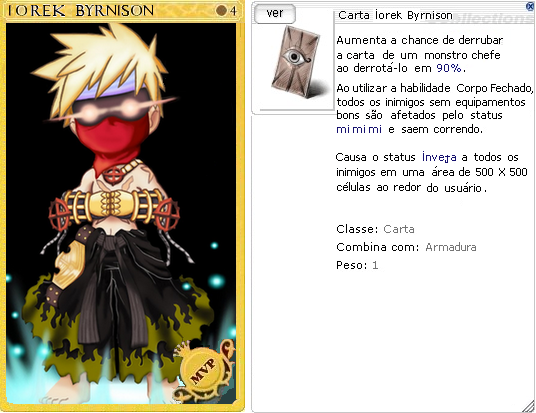 IOREK BYRNISON
4
MVP
ver
Carta Iorek Byrnison
collections
Aumenta a chance de derrubar
a carta de um monstro chefe
ao derrotá-lo em 90%.
Ao utilizar a habilidade Corpo Fechado,
todos os inimigos sem equipamentos
bons são afetados pelo status
mimimi e saem correndo.
Causa o status Inveja a todos os
inimigos em uma área de 500 X 500
células ao redor do usuário.
Classe: Carta
Combina com: Armadura
Peso: 1